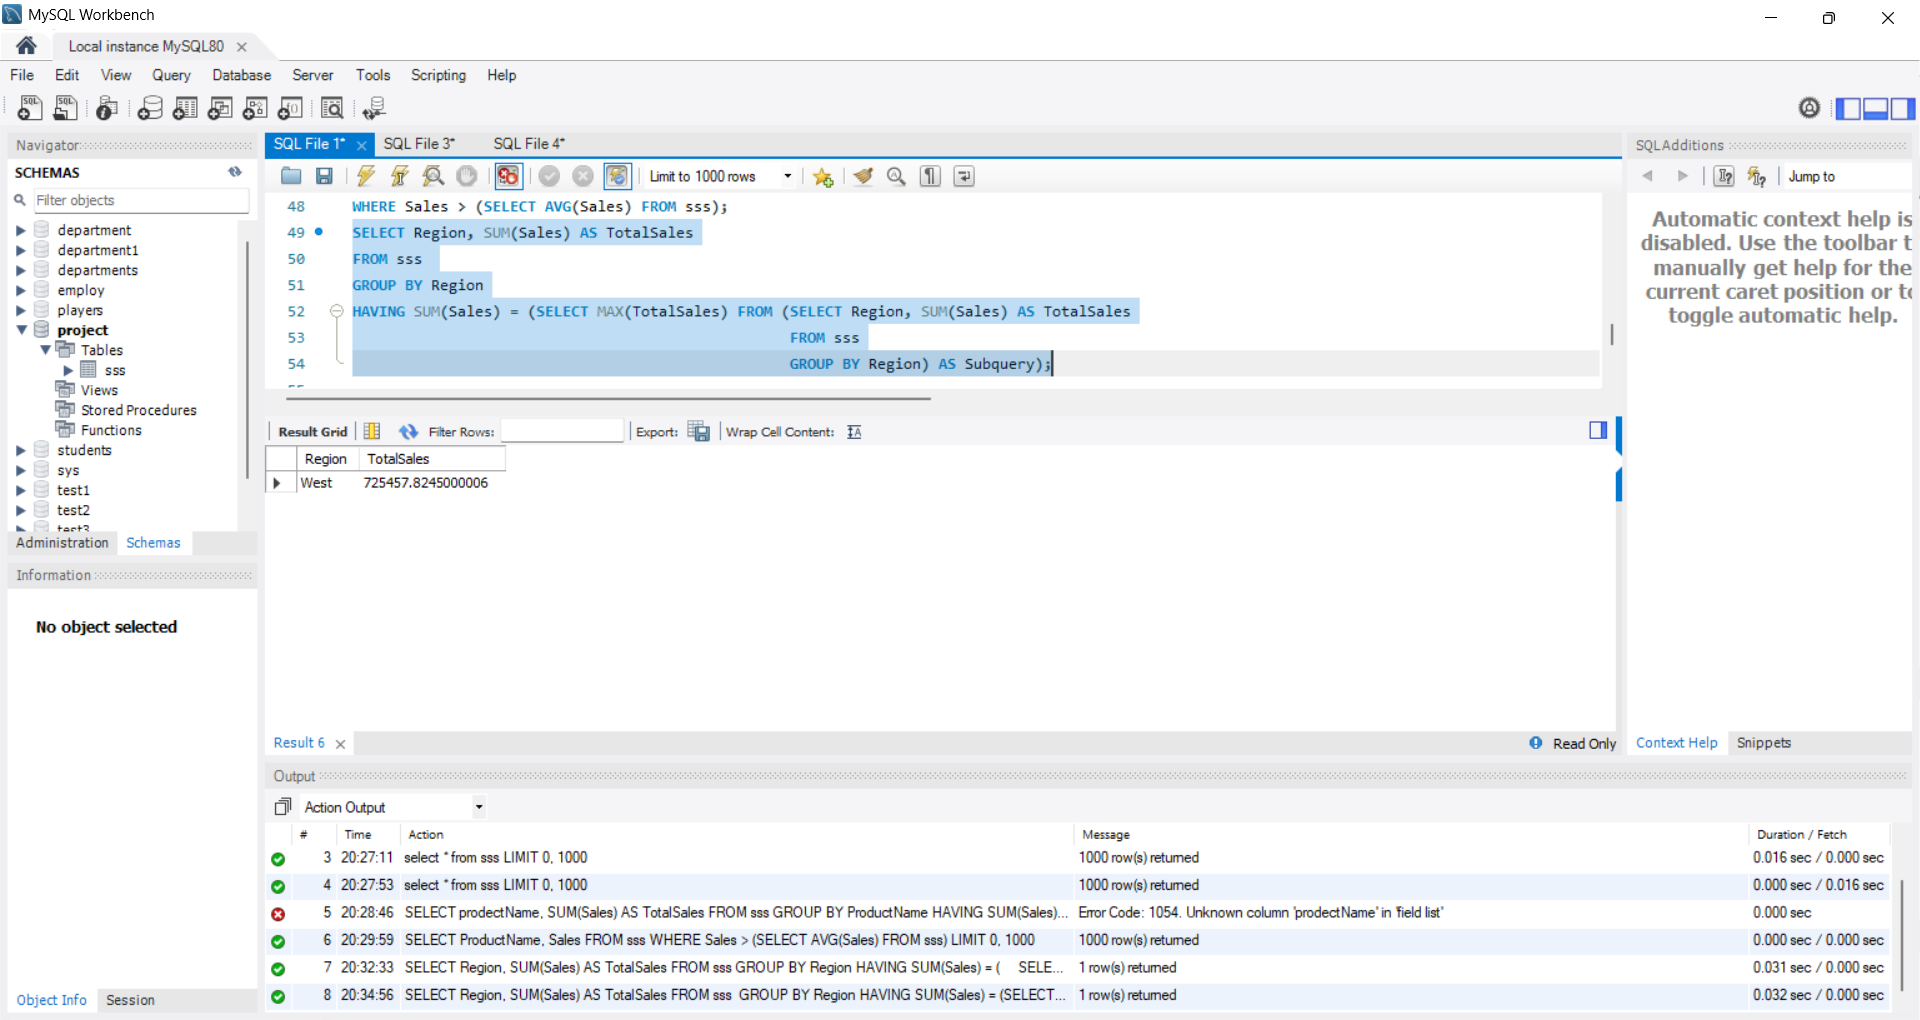 MySQL Workbench
Local instance MySQL80
File Edit View Query Database Server Tools Scripting Help
Navigator
SCHEMAS
Filter objects
department
department1
departments
employ
players
project
Tables
sss
Views
Stored Procedures
Functions
students
sys
test1
test2
test3
Administration Schemas
Information
No object selected
Object Info Session
SQL File 1* SQL File 3* SQL File 4*
Limit to 1000 rows
48 WHERE Sales > (SELECT AVG(Sales) FROM sss);
49 SELECT Region, SUM(Sales) AS TotalSales
50 FROM sss
51 GROUP BY Region
52 HAVING SUM(Sales) = (SELECT MAX(TotalSales) FROM (SELECT Region, SUM(Sales) AS TotalSales
53 FROM sss
54 GROUP BY Region) AS Subquery);
Result Grid Filter Rows: Export: Wrap Cell Content:
Region TotalSales
West 725457.8245000006
Result 6 Read Only
SQLAdditions
Jump to
Automatic context help is
disabled. Use the toolbar t
manually get help for the
current caret position or to
toggle automatic help.
Context Help Snippets
Output
Action Output
# Time Action Message Duration / Fetch
3 20:27:11 select * from sss LIMIT 0, 1000 1000 row(s) returned 0.016 sec / 0.000 sec
4 20:27:53 select * from sss LIMIT 0, 1000 1000 row(s) returned 0.000 sec / 0.016 sec
5 20:28:46 SELECT prodectName, SUM(Sales) AS TotalSales FROM sss GROUP BY ProductName HAVING SUM(Sales)... Error Code: 1054. Unknown column 'prodectName' in 'field list' 0.000 sec
6 20:29:59 SELECT ProductName, Sales FROM sss WHERE Sales > (SELECT AVG(Sales) FROM sss) LIMIT 0, 1000 1000 row(s) returned 0.000 sec / 0.000 sec
7 20:32:33 SELECT Region, SUM(Sales) AS TotalSales FROM sss GROUP BY Region HAVING SUM(Sales) = ( SELE... 1 row(s) returned 0.031 sec / 0.000 sec
8 20:34:56 SELECT Region, SUM(Sales) AS TotalSales FROM sss GROUP BY Region HAVING SUM(Sales) = (SELECT... 1 row(s) returned 0.032 sec / 0.000 sec